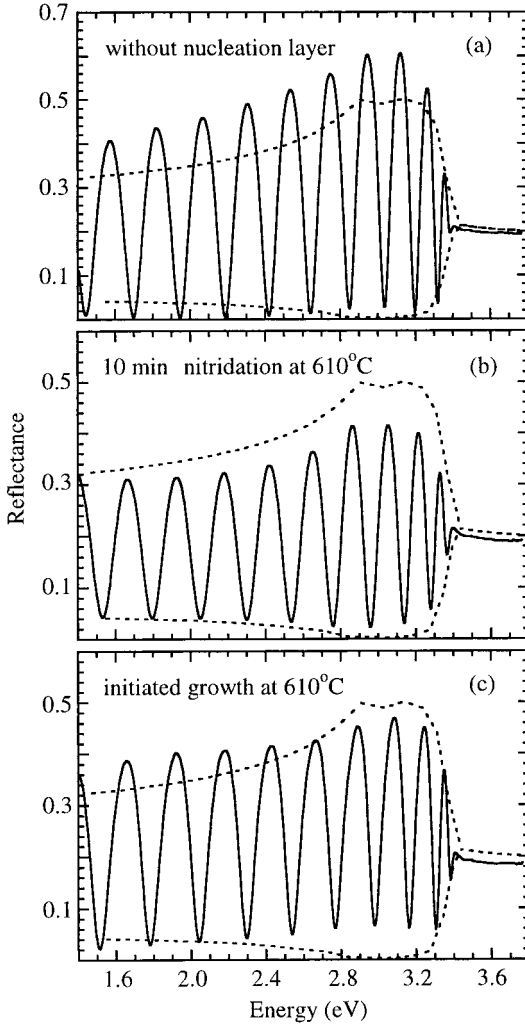 0.7
without nucleation layer (a)
0.5
0.3
0.1
10 min nitridation at 610°C (b)
0.5
0.3
0.1
Reflectance
initiated growth at 610°C (c)
0.5
0.3
0.1
1.6 2.0 2.4 2.8 3.2 3.6
Energy (eV)